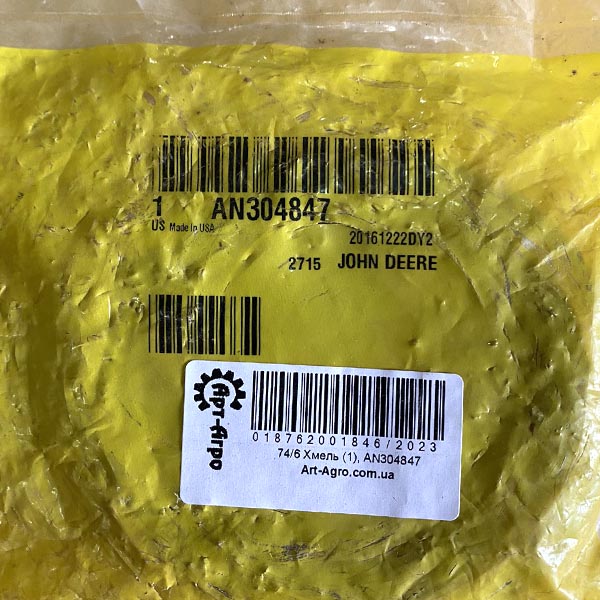 1 AN304847
US Made in USA
20161222DY2
2715 JOHN DEERE
Арт-Агро
018762001846/2023
74/6 Хмель (1), AN304847
Art-Agro.com.ua